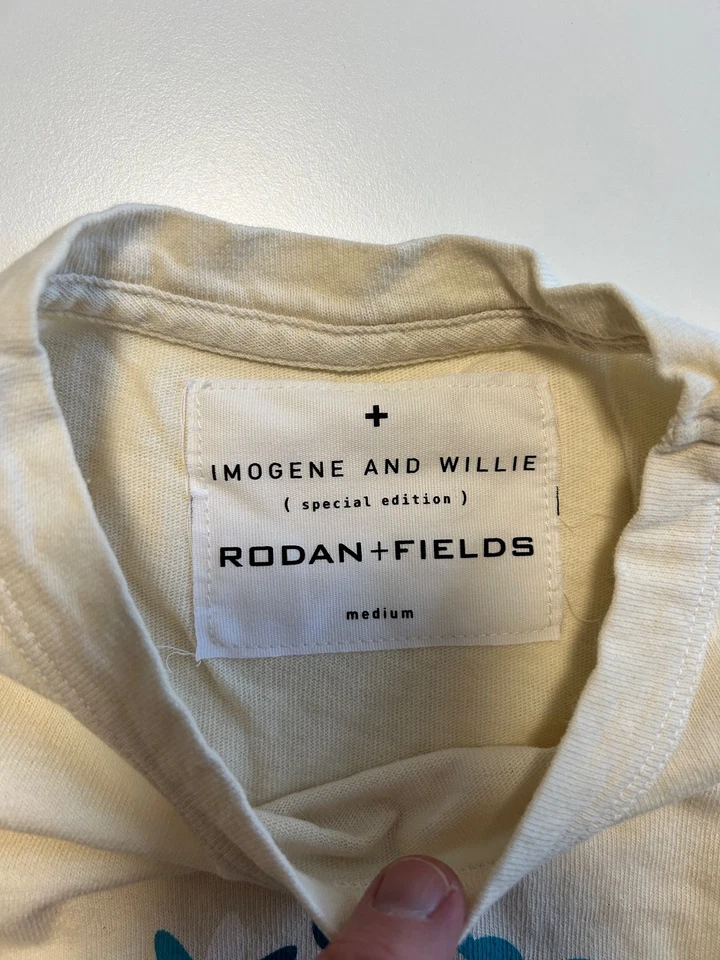 +
IMOGENE AND WILLIE
( special edition )
RODAN+FIELDS
medium